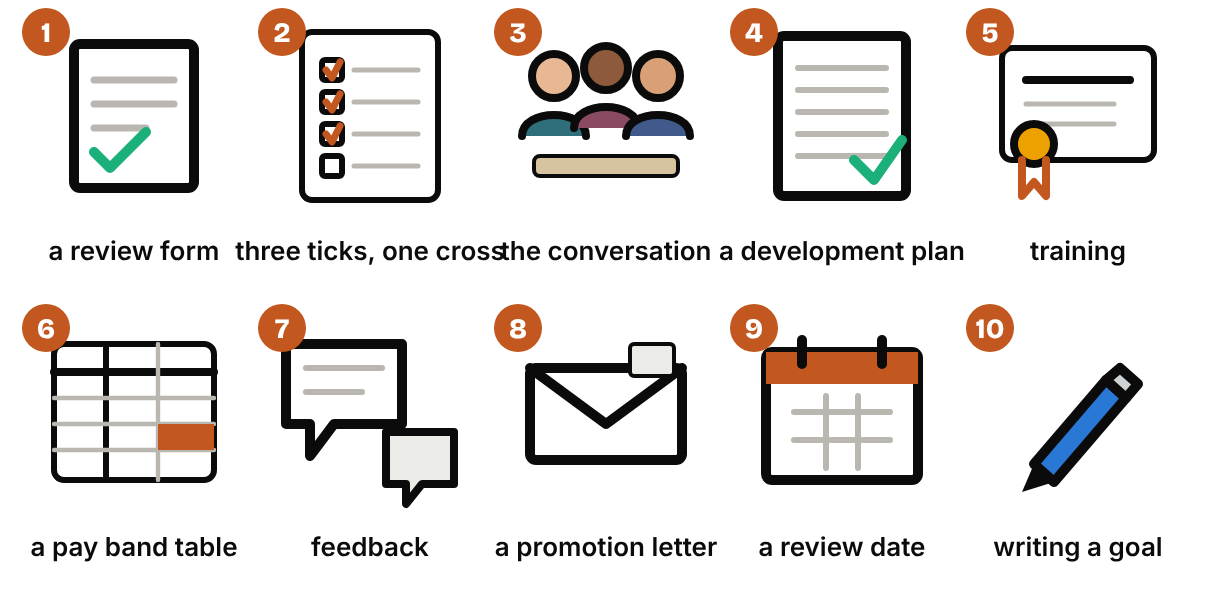 1
2
3
4
5
a review form
three ticks, one cross
the conversation
a development plan
training
6
7
8
9
10
a pay band table
feedback
a promotion letter
a review date
writing a goal